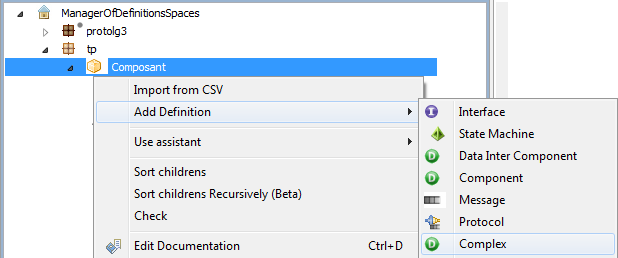 ManagerOfDefinitionsSpaces
protolg3
tp
Composant
Import from CSV
Add Definition
Use assistant
Sort childrens
Sort childrens Recursively (Beta)
Check
Edit Documentation Ctrl+D
Interface
State Machine
Data Inter Component
Component
Message
Protocol
Complex